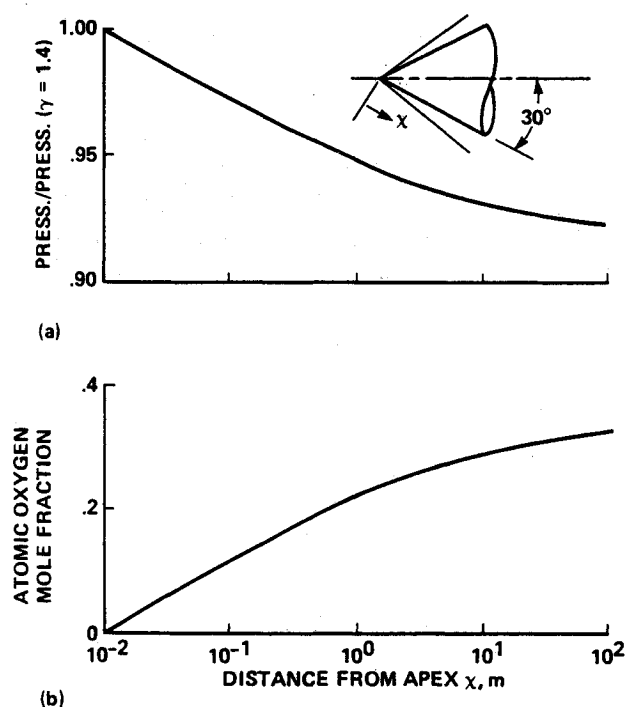 PRESS./PRESS. (γ = 1.4)
1.00
.95
.90
χ
30°
(a)
ATOMIC OXYGEN
MOLE FRACTION
.4
.2
0
10⁻² 10⁻¹ 10⁰ 10¹ 10²
DISTANCE FROM APEX χ, m
(b)